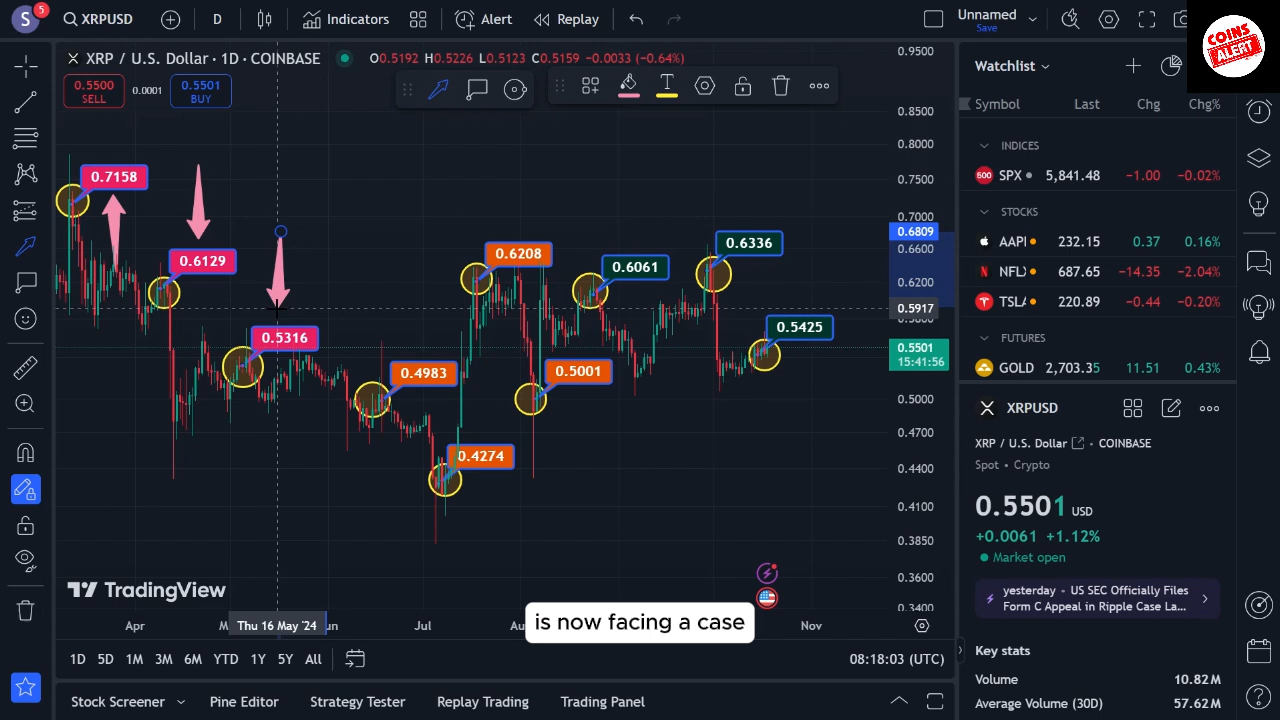 S
5
XRPUSD
D
Indicators
Alert
Replay
Unnamed
Save
COINS
ALERT
XRP / U.S. Dollar · 1D · COINBASE
O0.5192 H0.5226 L0.5123 C0.5159 −0.0033 (−0.64%)
0.5500
SELL
0.0001
0.5501
BUY
T
0.7158
0.6129
0.5316
0.4983
0.4274
0.6208
0.5001
0.6061
0.6336
0.5425
0.9500
0.8500
0.8000
0.7500
0.7000
0.6809
0.6600
0.6200
0.5917
0.5501
15:41:56
0.5000
0.4700
0.4400
0.4100
0.3850
0.3600
0.3400
TradingView
Apr
Thu 16 May '24
Jul
Nov
is now facing a case
1D 5D 1M 3M 6M YTD 1Y 5Y All
08:18:03 (UTC)
Stock Screener
Pine Editor
Strategy Tester
Replay Trading
Trading Panel
Watchlist
Symbol Last Chg Chg%
INDICES
500 SPX 5,841.48 −1.00 −0.02%
STOCKS
AAPL 232.15 0.37 0.16%
NFL 687.65 −14.35 −2.04%
TSLA 220.89 −0.44 −0.20%
FUTURES
GOLD 2,703.35 11.51 0.43%
XRPUSD
XRP / U.S. Dollar · COINBASE
Spot · Crypto
0.5501 USD
+0.0061 +1.12%
Market open
yesterday - US SEC Officially Files
Form C Appeal in Ripple Case La...
Key stats
Volume 10.82M
Average Volume (30D) 57.62M